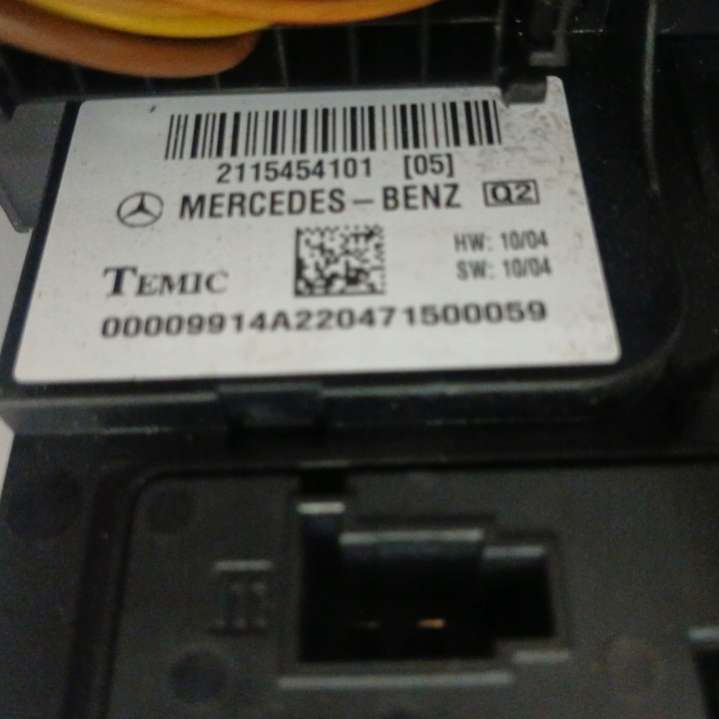 2115454101 [05]
MERCEDES-BENZ Q2
HW: 10/04
SW: 10/04
TEMIC
00009914A220471500059